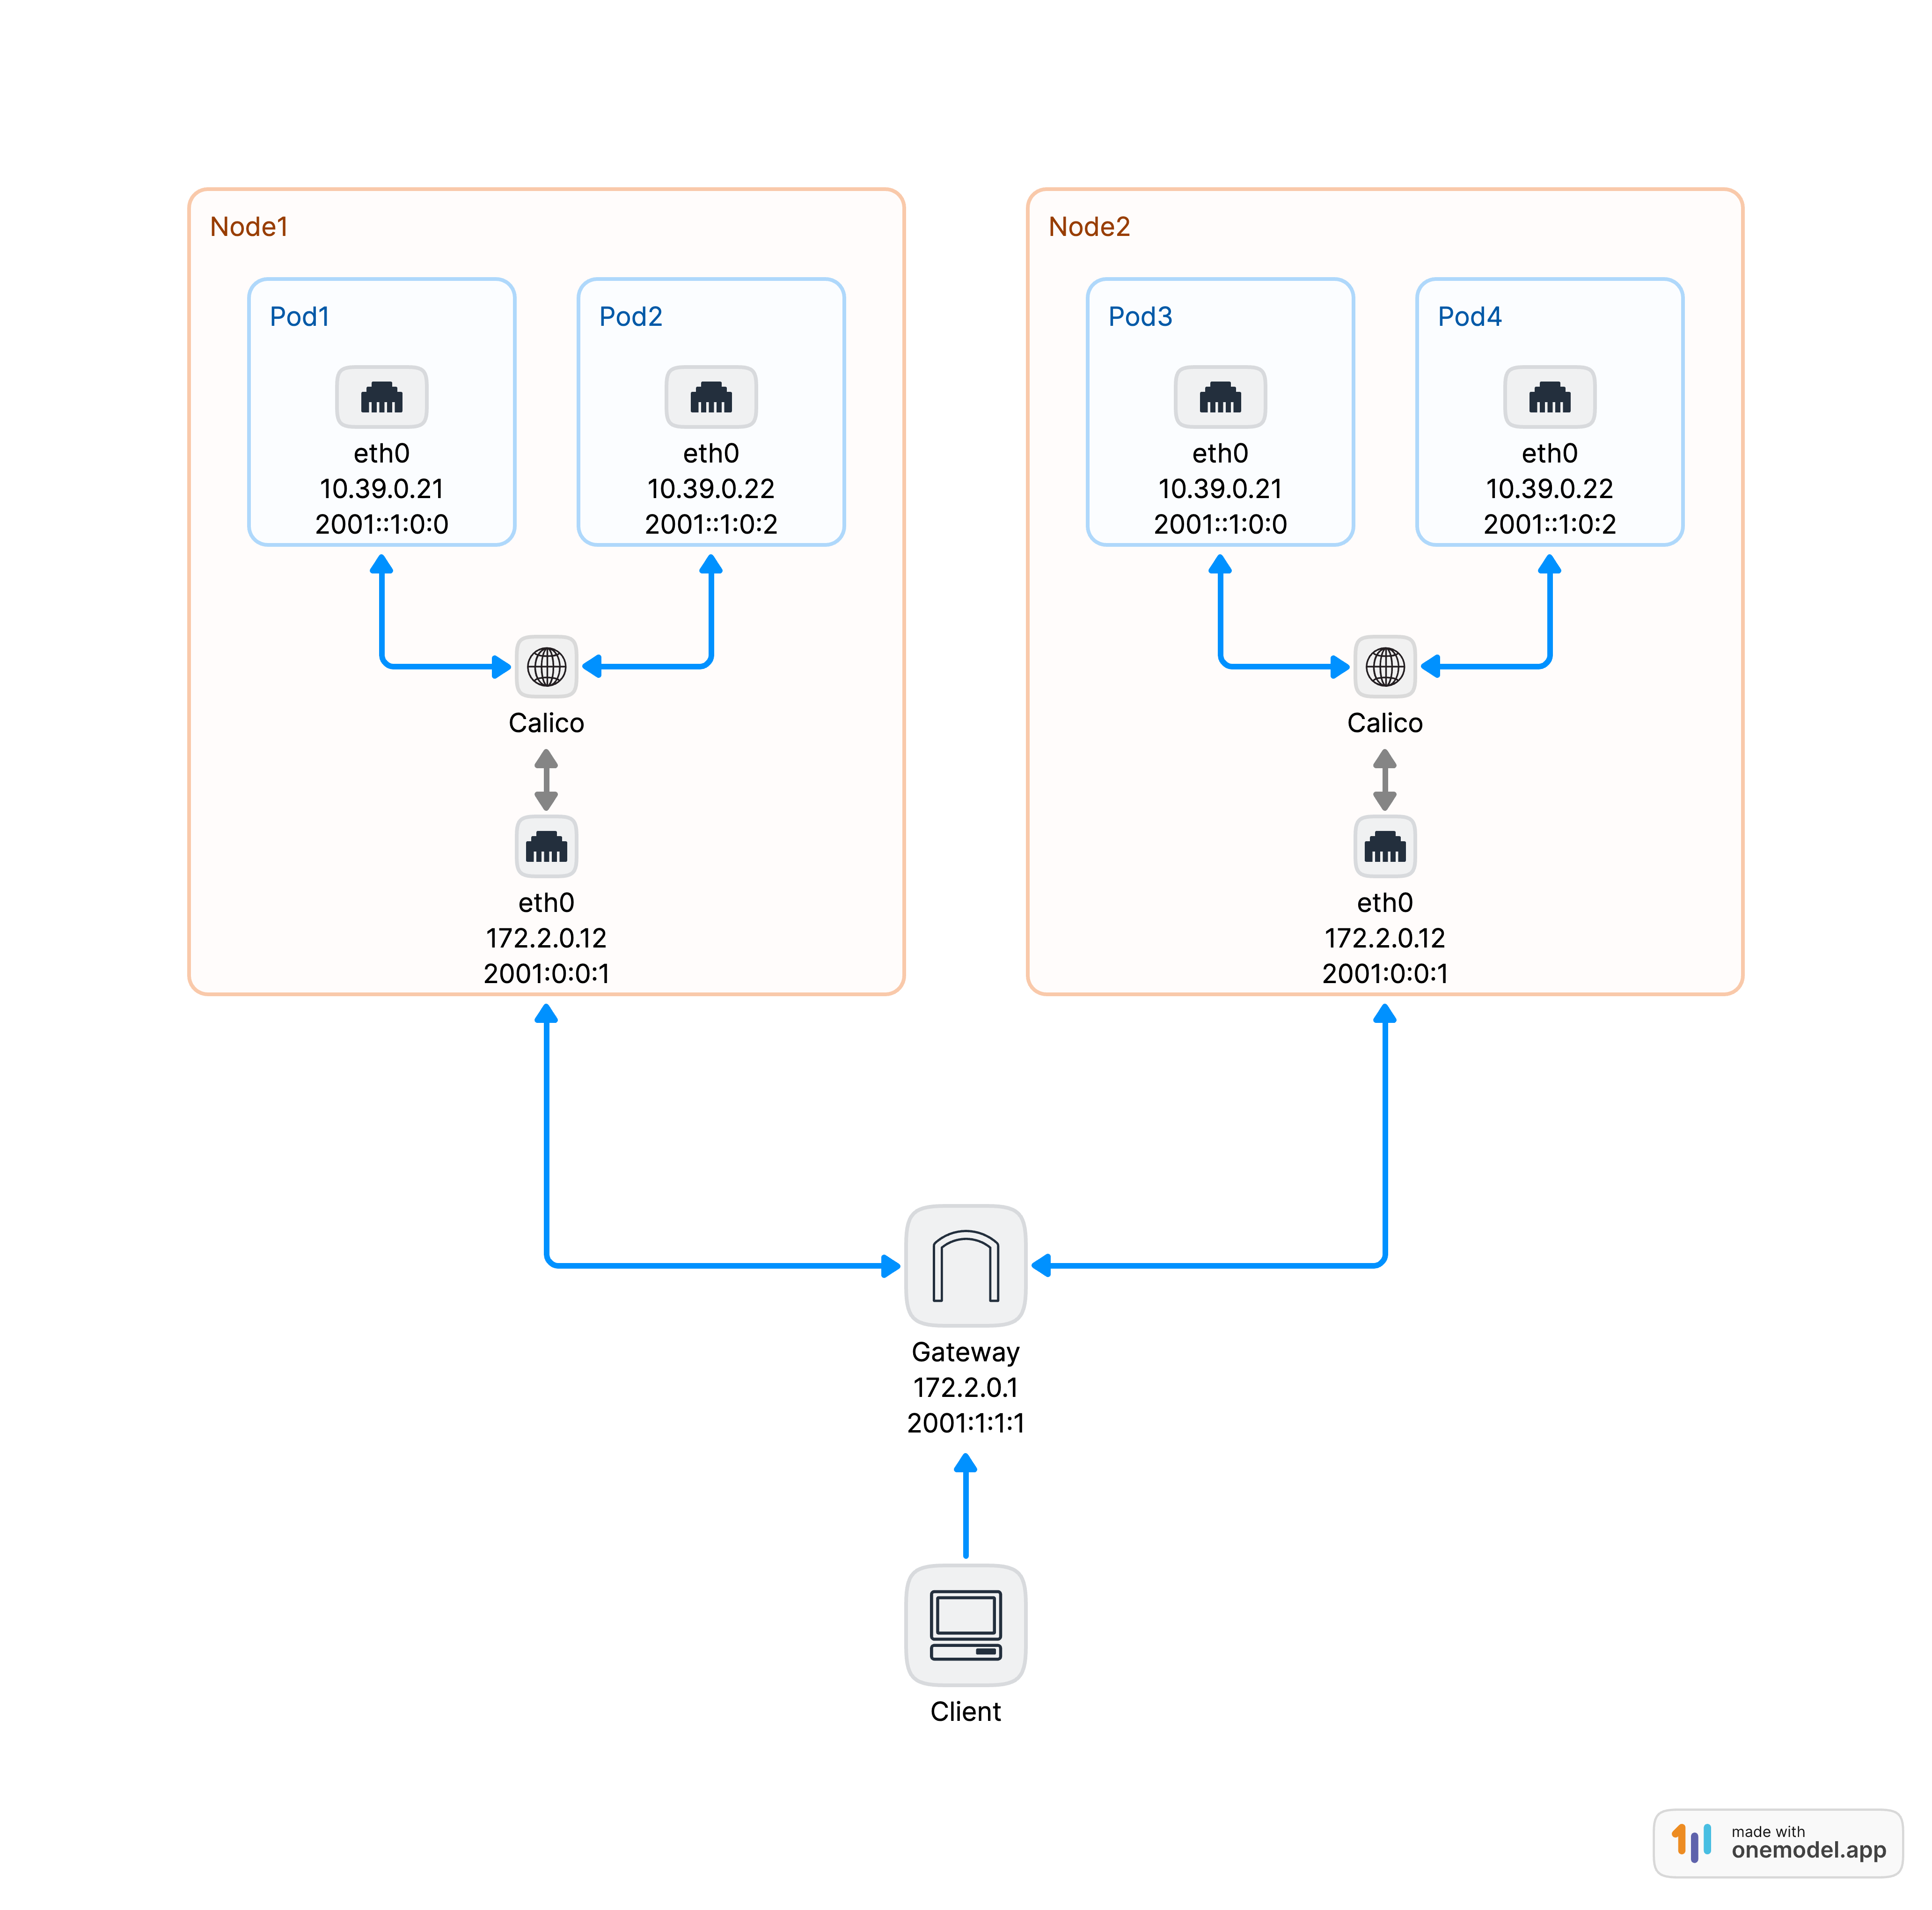 Node1
Pod1
eth0
10.39.0.21
2001::1:0:0
Pod2
eth0
10.39.0.22
2001::1:0:2
Calico
eth0
172.2.0.12
2001:0:0:1
Node2
Pod3
eth0
10.39.0.21
2001::1:0:0
Pod4
eth0
10.39.0.22
2001::1:0:2
Calico
eth0
172.2.0.12
2001:0:0:1
Gateway
172.2.0.1
2001:1:1:1
Client
made with
onemodel.app